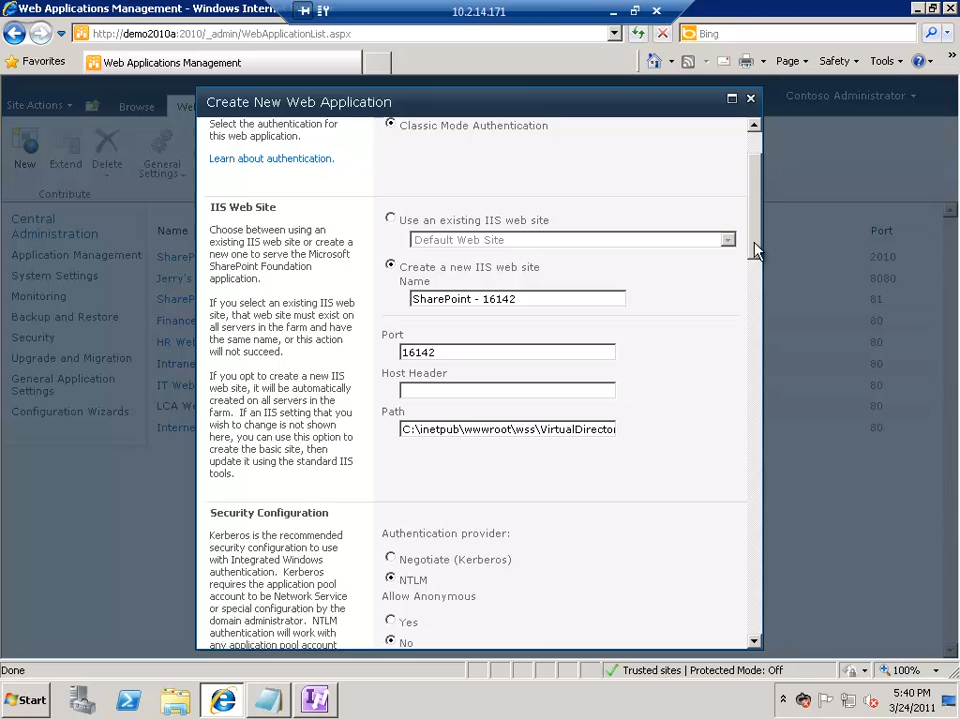 Web Applications Management - Windows Intern
10.2.14.171
http://demo2010a:2010/_admin/WebApplicationList.aspx
Bing
Favorites
Web Applications Management
Page
Safety
Tools
Site Actions
Browse
We
Contoso Administrator
New
Extend
Delete
General
Settings
Contribute
Central
Administration
Application Management
System Settings
Monitoring
Backup and Restore
Security
Upgrade and Migration
General Application
Settings
Configuration Wizards
Name
Port
SharePo
2010
Jerry's
8080
SharePo
81
Finance
80
HR Web
80
Intrane
80
IT Web
80
LCA We
80
Interne
80
Create New Web Application
Select the authentication for
this web application.
Learn about authentication.
Classic Mode Authentication
IIS Web Site
Choose between using an
existing IIS web site or create a
new one to serve the Microsoft
SharePoint Foundation
application.
If you select an existing IIS web
site, that web site must exist on
all servers in the farm and have
the same name, or this action
will not succeed.
If you opt to create a new IIS
web site, it will be automatically
created on all servers in the
farm. If an IIS setting that you
wish to change is not shown
here, you can use this option to
create the basic site, then
update it using the standard IIS
tools.
Use an existing IIS web site
Default Web Site
Create a new IIS web site
Name
SharePoint - 16142
Port
16142
Host Header
Path
C:\inetpub\wwwroot\wss\VirtualDirector
Security Configuration
Kerberos is the recommended
security configuration to use
with Integrated Windows
authentication. Kerberos
requires the application pool
account to be Network Service
or special configuration by the
domain administrator. NTLM
authentication will work with
any application pool account
Authentication provider:
Negotiate (Kerberos)
NTLM
Allow Anonymous
Yes
No
Done
Trusted sites | Protected Mode: Off
100%
Start
5:40 PM
3/24/2011